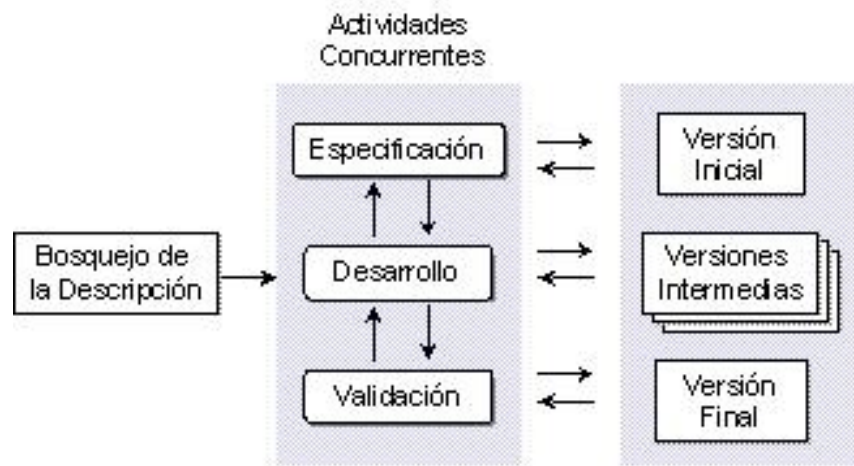 Actividades
Concurrentes
Especificación
Versión
Inicial
Bosquejo de
la Descripción
Desarrollo
Versiones
Intermedias
Validación
Versión
Final